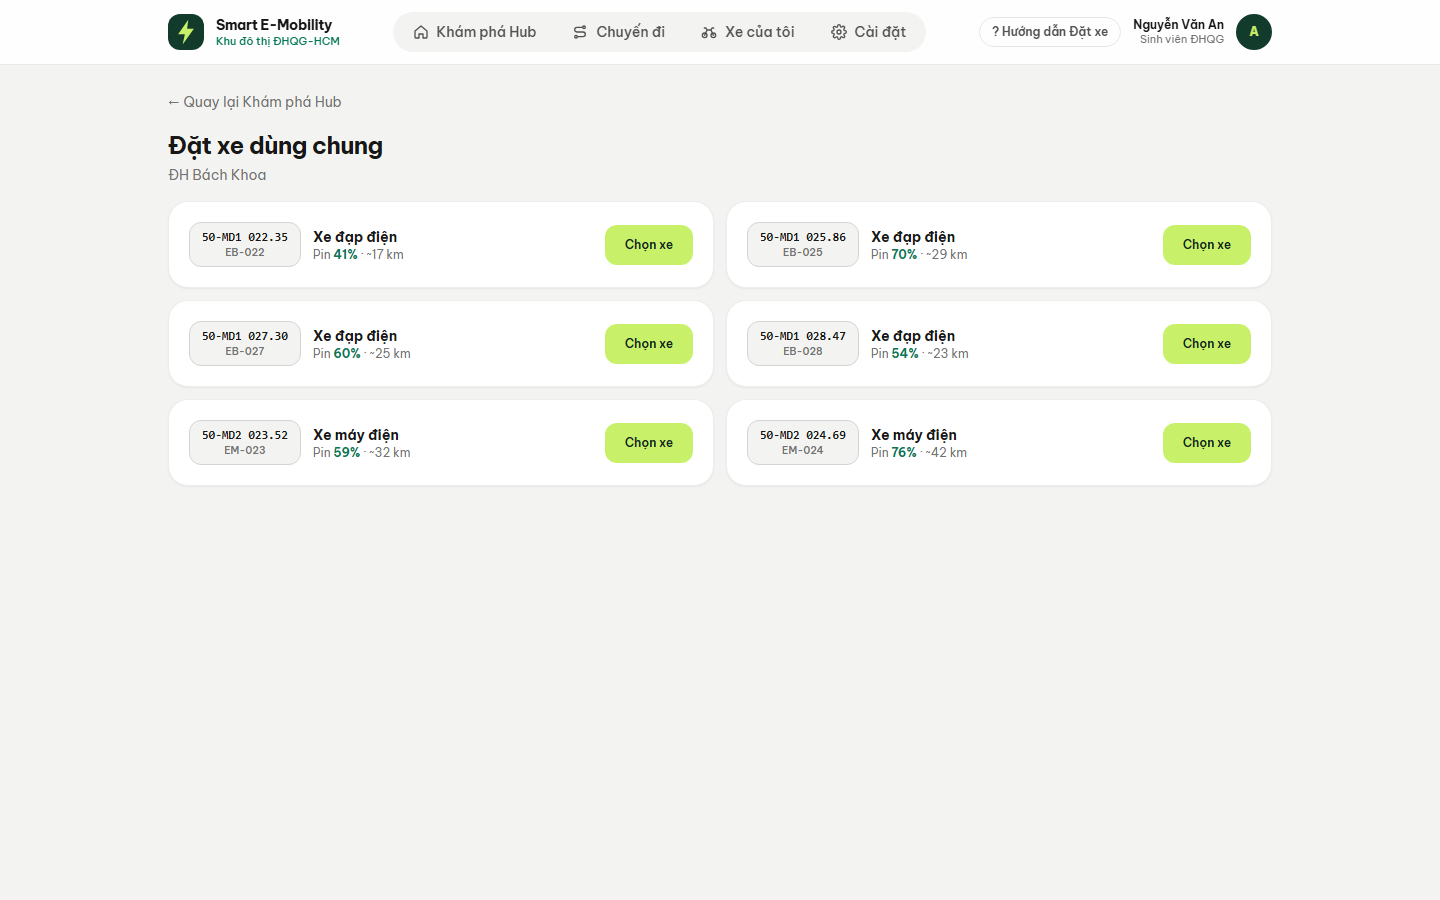 Smart E-Mobility
Khu đô thị ĐHQG-HCM
Khám phá Hub
Chuyến đi
Xe của tôi
Cài đặt
? Hướng dẫn Đặt xe
Nguyễn Văn An
Sinh viên ĐHQG
A
← Quay lại Khám phá Hub
Đặt xe dùng chung
ĐH Bách Khoa
50-MD1 022.35
EB-022
Xe đạp điện
Pin 41% · ~17 km
Chọn xe
50-MD1 025.86
EB-025
Xe đạp điện
Pin 70% · ~29 km
Chọn xe
50-MD1 027.30
EB-027
Xe đạp điện
Pin 60% · ~25 km
Chọn xe
50-MD1 028.47
EB-028
Xe đạp điện
Pin 54% · ~23 km
Chọn xe
50-MD2 023.52
EM-023
Xe máy điện
Pin 59% · ~32 km
Chọn xe
50-MD2 024.69
EM-024
Xe máy điện
Pin 76% · ~42 km
Chọn xe